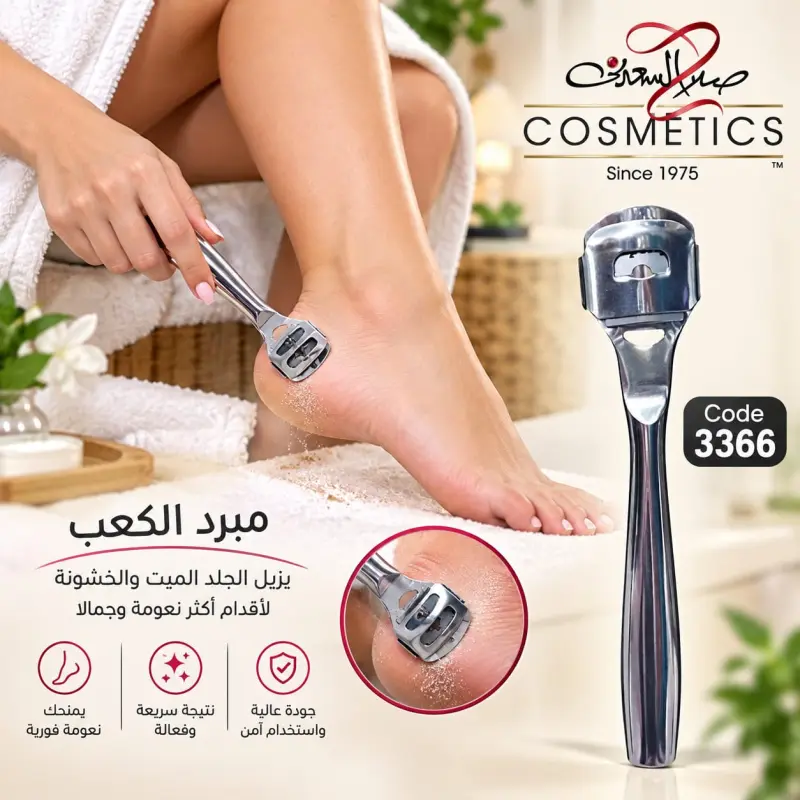 COSMETICS
TM
Since 1975
Code
3366
مبرد الكعب
يزيل الجلد الميت والخشونة
لأقدام أكثر نعومة وجمالا
جودة عالية
واستخدام آمن
نتيجة سريعة
وفعالة
يمنحك
نعومة فورية